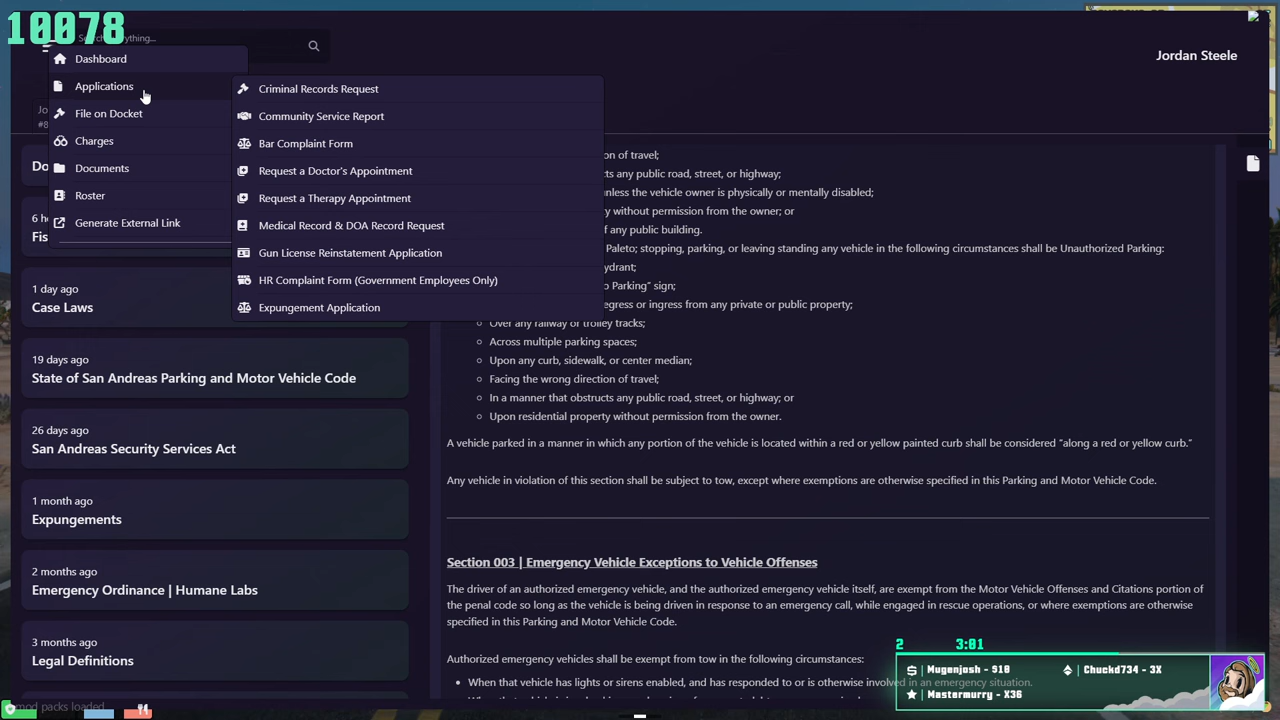 10078
Search anything...
Jordan Steele
Dashboard
Applications
File on Docket
Charges
Documents
Roster
Generate External Link
Criminal Records Request
Community Service Report
Bar Complaint Form
Request a Doctor's Appointment
Request a Therapy Appointment
Medical Record & DOA Record Request
Gun License Reinstatement Application
HR Complaint Form (Government Employees Only)
Expungement Application
1 day ago
Case Laws
19 days ago
State of San Andreas Parking and Motor Vehicle Code
26 days ago
San Andreas Security Services Act
1 month ago
Expungements
2 months ago
Emergency Ordinance | Humane Labs
3 months ago
Legal Definitions
on of travel;
cts any public road, street, or highway;
unless the vehicle owner is physically or mentally disabled;
y without permission from the owner; or
of any public building.
Paleto; stopping, parking, or leaving standing any vehicle in the following circumstances shall be Unauthorized Parking:
ydrant;
o Parking" sign;
egress or ingress from any private or public property;
Over any railway or trolley tracks;
Across multiple parking spaces;
Upon any curb, sidewalk, or center median;
Facing the wrong direction of travel;
In a manner that obstructs any public road, street, or highway; or
Upon residential property without permission from the owner.
A vehicle parked in a manner in which any portion of the vehicle is located within a red or yellow painted curb shall be considered "along a red or yellow curb."
Any vehicle in violation of this section shall be subject to tow, except where exemptions are otherwise specified in this Parking and Motor Vehicle Code.
Section 003 | Emergency Vehicle Exceptions to Vehicle Offenses
The driver of an authorized emergency vehicle, and the authorized emergency vehicle itself, are exempt from the Motor Vehicle Offenses and Citations portion of
the penal code so long as the vehicle is being driven in response to an emergency call, while engaged in rescue operations, or where exemptions are otherwise
specified in this Parking and Motor Vehicle Code.
Authorized emergency vehicles shall be exempt from tow in the following circumstances:
When that vehicle has lights or sirens enabled, and has responded to or is otherwise involved in an emergency situation.
2 3:01
Mugenjosh - $10
Chuckd734 - 3X
Mastermurry - X36
mod packs loaded